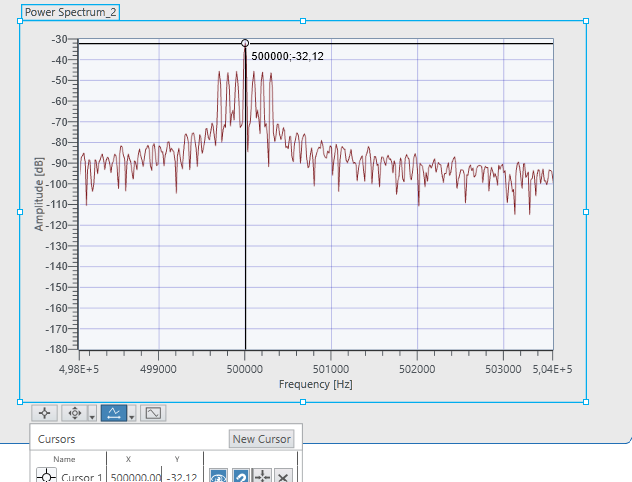 Power Spectrum_2
-30
-40
-50
-60
-70
-80
-90
-100
-110
-120
-130
-140
-150
-160
-170
-180
Amplitude [dB]
500000;-32,12
4,98E+5 499000 500000 501000 502000 503000 5,04E+5
Frequency [Hz]
Cursors New Cursor
Name X Y
Cursor 1 500000.00 -32.12